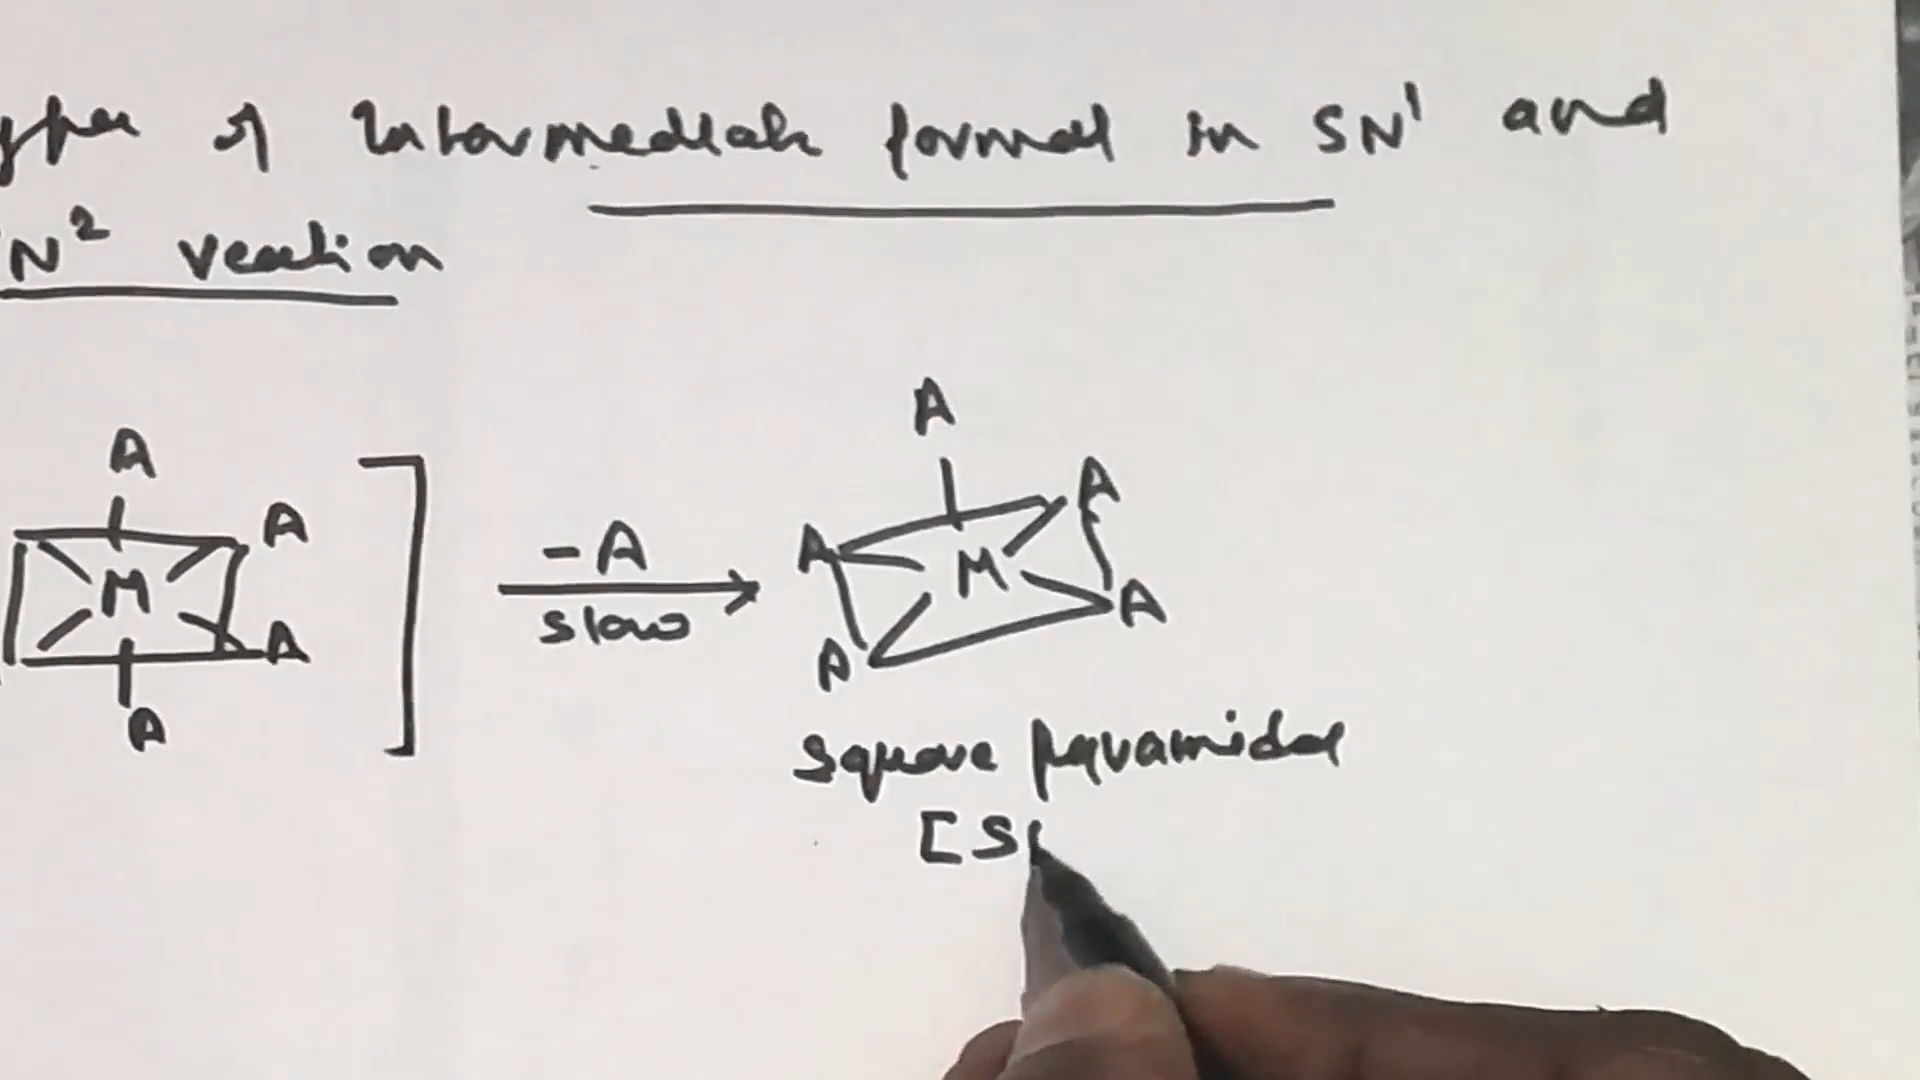 of Intermediate formed in SN¹ and
N² reaction
A
A
M
A
A
-A
slow
A
A
A
M
A
A
square pyramidal
[S